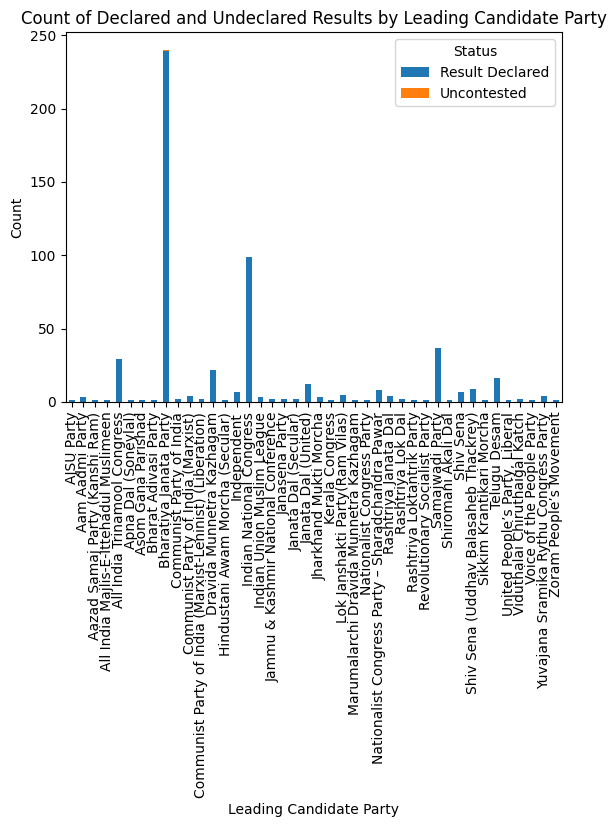 Count of Declared and Undeclared Results by Leading Candidate Party
Status
Result Declared
Uncontested
Count
250
200
150
100
50
0
AJSU Party
Aam Aadmi Party
Aazad Samaj Party (Kanshi Ram)
All India Majlis-E-Ittehadul Muslimeen
All India Trinamool Congress
Apna Dal (Soneylal)
Asom Gana Parishad
Bharat Adivasi Party
Bharatiya Janata Party
Communist Party of India
Communist Party of India (Marxist)
Communist Party of India (Marxist-Leninist) (Liberation)
Dravida Munnetra Kazhagam
Hindustani Awam Morcha (Secular)
Independent
Indian National Congress
Indian Union Muslim League
Jammu & Kashmir National Conference
Janasena Party
Janata Dal (Secular)
Janata Dal (United)
Jharkhand Mukti Morcha
Kerala Congress
Lok Janshakti Party(Ram Vilas)
Marumalarchi Dravida Munnetra Kazhagam
Nationalist Congress Party
Nationalist Congress Party – Sharadchandra Pawar
Rashtriya Janata Dal
Rashtriya Lok Dal
Rashtriya Loktantrik Party
Revolutionary Socialist Party
Samajwadi Party
Shiromani Akali Dal
Shiv Sena
Shiv Sena (Uddhav Balasaheb Thackrey)
Sikkim Krantikari Morcha
Telugu Desam
United People’s Party, Liberal
Viduthalai Chiruthaigal Katchi
Voice of the People Party
Yuvajana Sramika Rythu Congress Party
Zoram People’s Movement
Leading Candidate Party